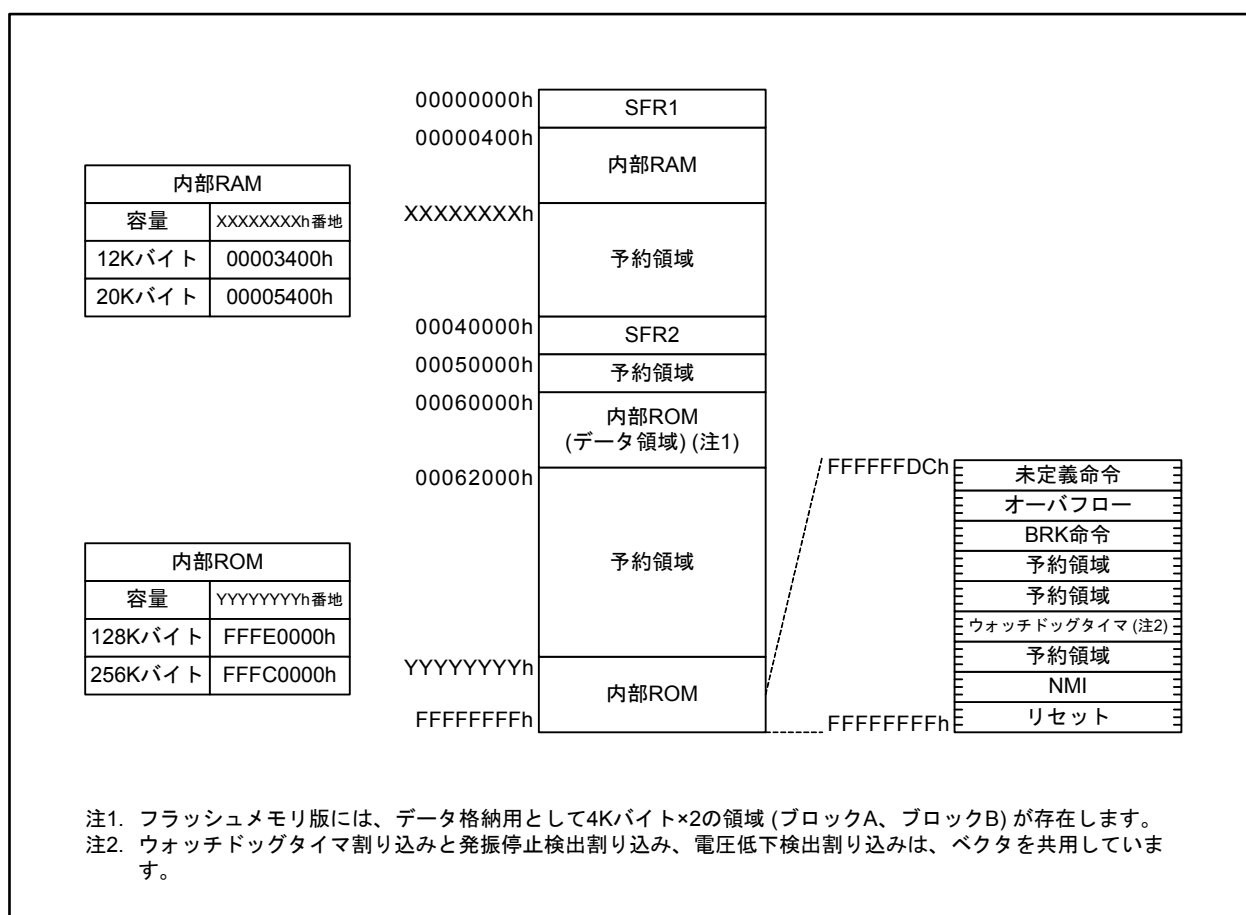 内部RAM
容量 XXXXXXXXh番地
12Kバイト 00003400h
20Kバイト 00005400h
内部ROM
容量 YYYYYYYYh番地
128Kバイト FFFE0000h
256Kバイト FFFC0000h
00000000h
SFR1
00000400h
内部RAM
XXXXXXXXh
予約領域
00040000h
SFR2
00050000h
予約領域
00060000h
内部ROM
(データ領域) (注1)
00062000h
予約領域
YYYYYYYYh
内部ROM
FFFFFFFFh
FFFFFFDCh
未定義命令
オーバフロー
BRK命令
予約領域
予約領域
ウォッチドッグタイマ (注2)
予約領域
NMI
リセット
FFFFFFFFh
注1. フラッシュメモリ版には、データ格納用として4Kバイト×2の領域 (ブロックA、ブロックB) が存在します。
注2. ウォッチドッグタイマ割り込みと発振停止検出割り込み、電圧低下検出割り込みは、ベクタを共用していま
す。